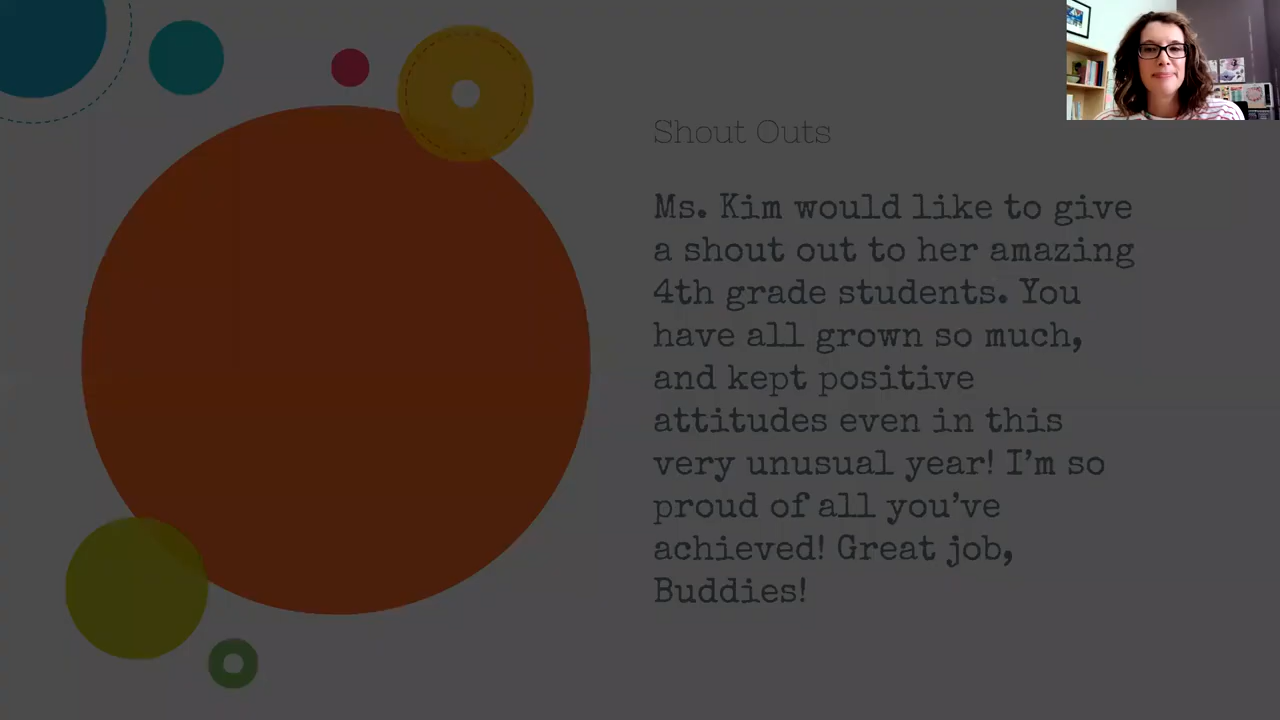 Shout Outs
Ms. Kim would like to give
a shout out to her amazing
4th grade students. You
have all grown so much,
and kept positive
attitudes even in this
very unusual year! I’m so
proud of all you’ve
achieved! Great job,
Buddies!